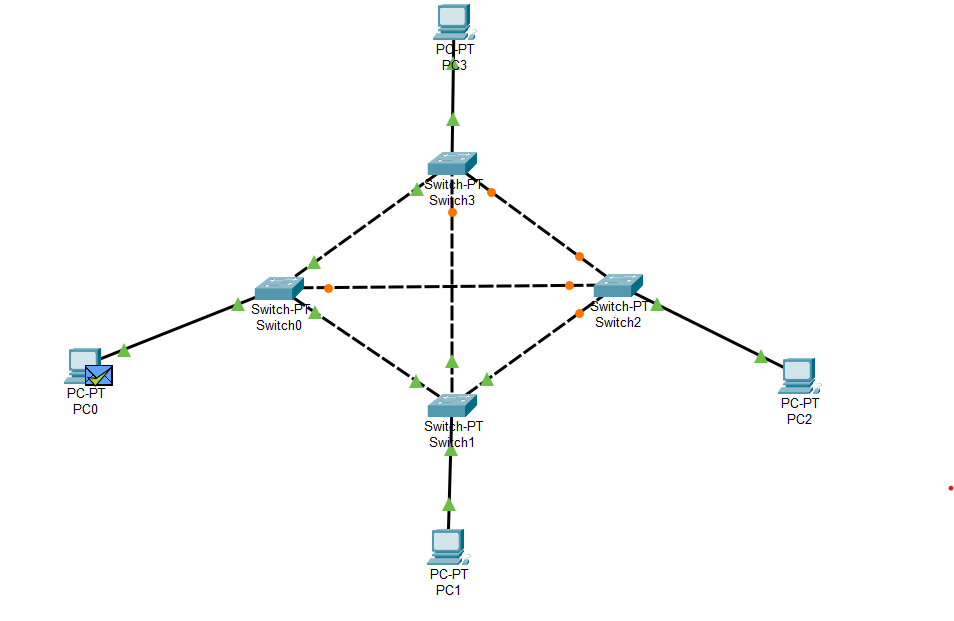 PC-PT
PC3
Switch-PT
Switch3
Switch-PT
Switch0
Switch-PT
Switch2
PC-PT
PC0
PC-PT
PC2
Switch-PT
Switch1
PC-PT
PC1